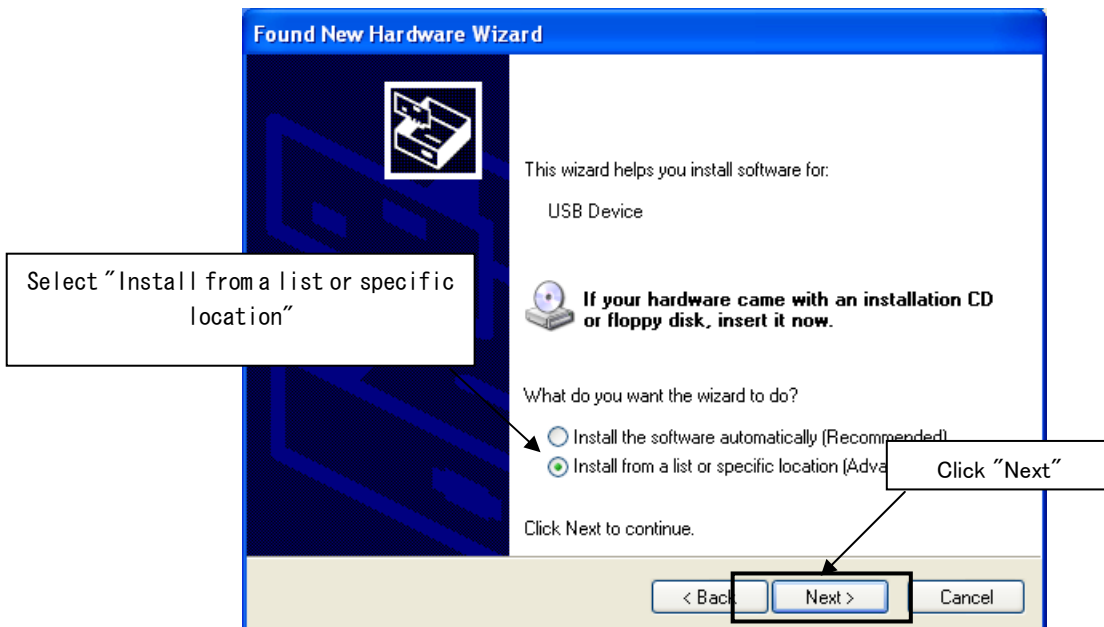 Found New Hardware Wizard
This wizard helps you install software for:
USB Device
Select "Install from a list or specific
location"
If your hardware came with an installation CD
or floppy disk, insert it now.
What do you want the wizard to do?
Install the software automatically (Recommended)
Install from a list or specific location (Adva
Click "Next"
Click Next to continue.
< Back
Next >
Cancel